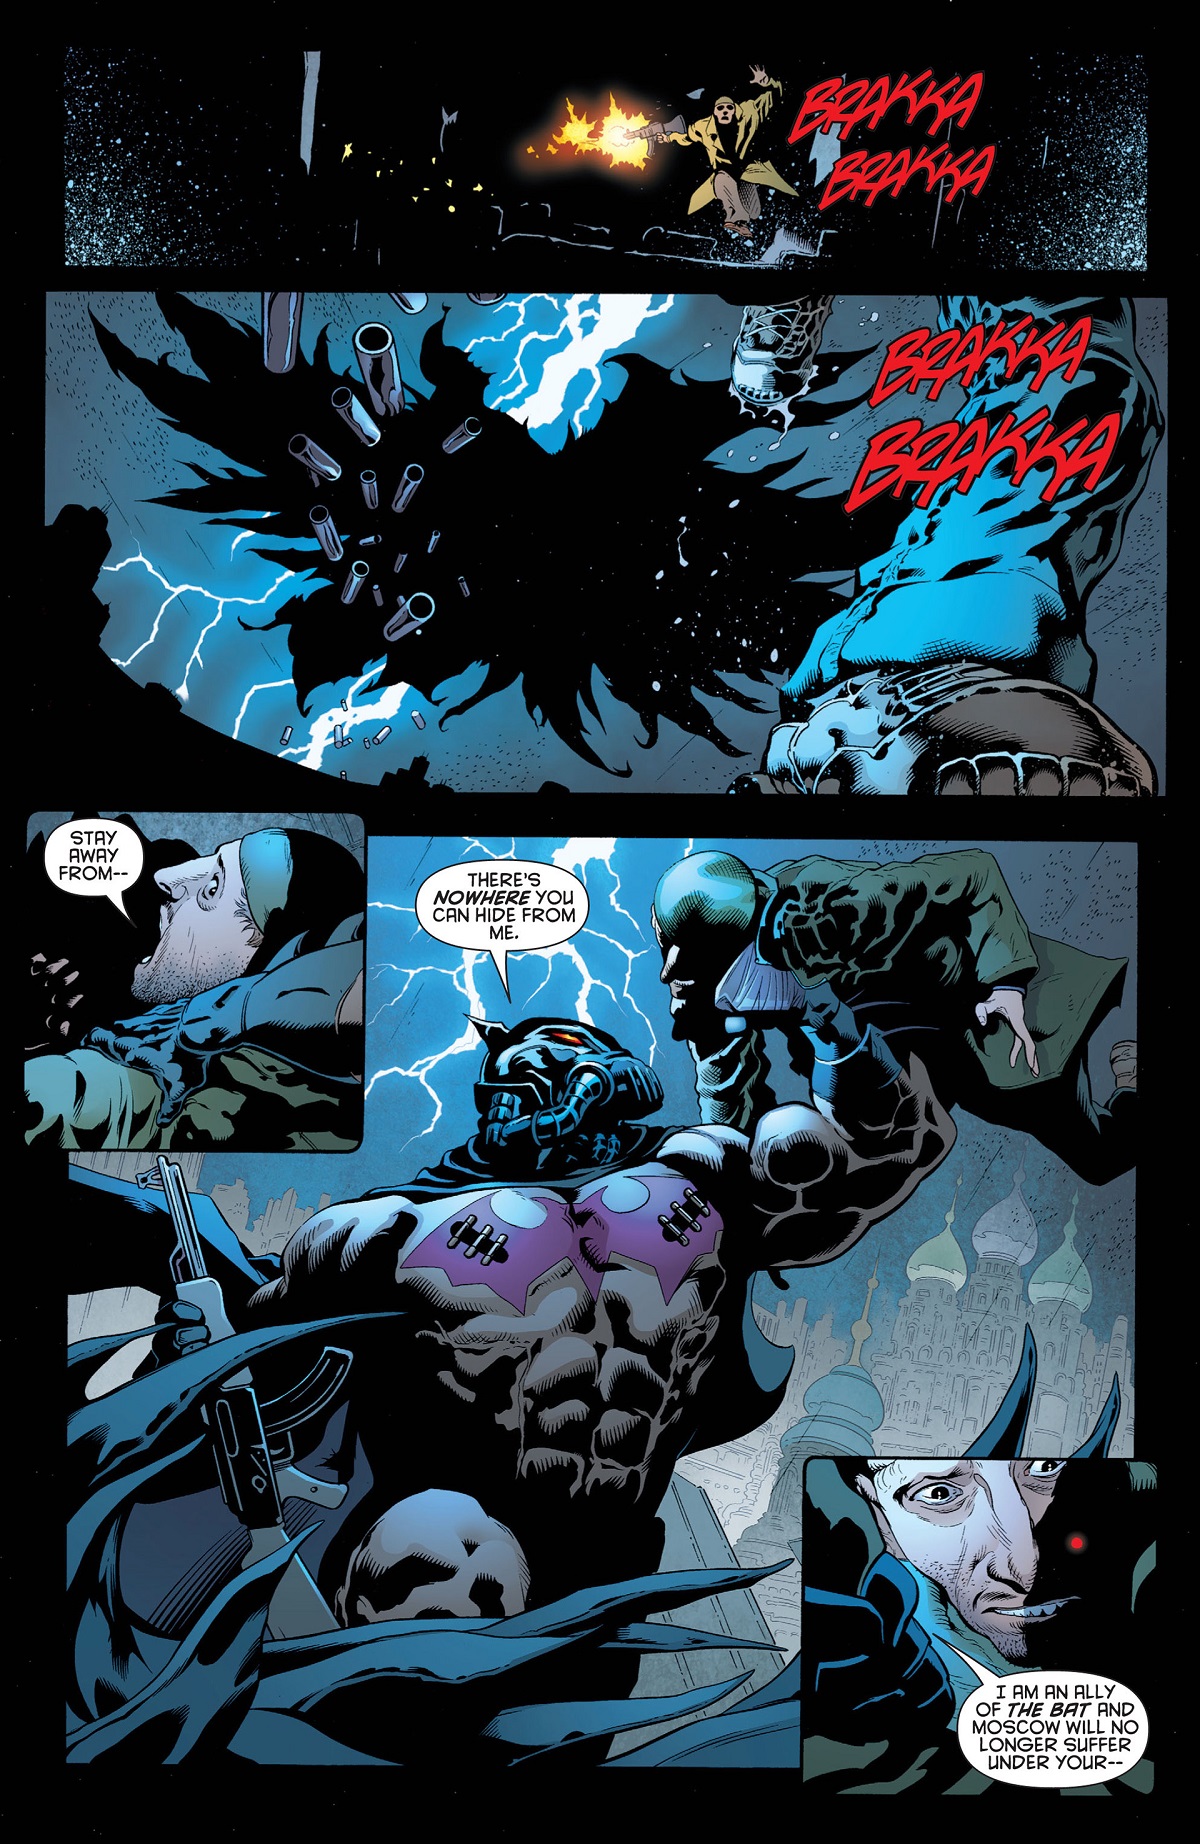 BRAKKA
BRAKKA
BRAKKA
BRAKKA
STAY
AWAY
FROM--
THERE'S
NOWHERE YOU
CAN HIDE FROM
ME.
I AM AN ALLY
OF THE BAT AND
MOSCOW WILL NO
LONGER SUFFER
UNDER YOUR--